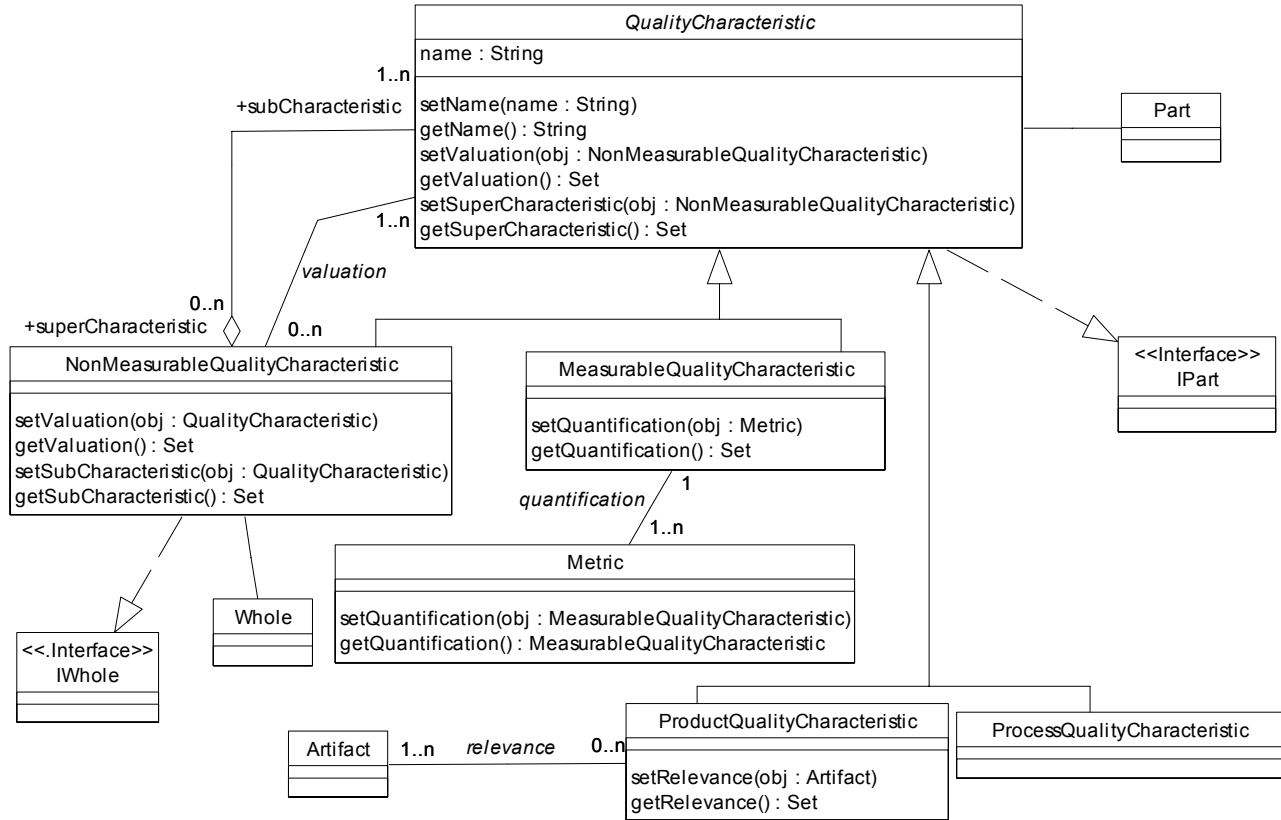 QualityCharacteristic
name : String
1..n
+subCharacteristic
setName(name : String)
getName() : String
setValuation(obj : NonMeasurableQualityCharacteristic)
getValuation() : Set
setSuperCharacteristic(obj : NonMeasurableQualityCharacteristic)
getSuperCharacteristic() : Set
Part
1..n
valuation
0..n
+superCharacteristic
0..n
NonMeasurableQualityCharacteristic
setValuation(obj : QualityCharacteristic)
getValuation() : Set
setSubCharacteristic(obj : QualityCharacteristic)
getSubCharacteristic() : Set
MeasurableQualityCharacteristic
setQuantification(obj : Metric)
getQuantification() : Set
<<Interface>>
IPart
1
quantification
1..n
Metric
setQuantification(obj : MeasurableQualityCharacteristic)
getQuantification() : MeasurableQualityCharacteristic
Whole
<<.Interface>>
IWhole
ProductQualityCharacteristic
setRelevance(obj : Artifact)
getRelevance() : Set
ProcessQualityCharacteristic
Artifact
1..n
relevance
0..n